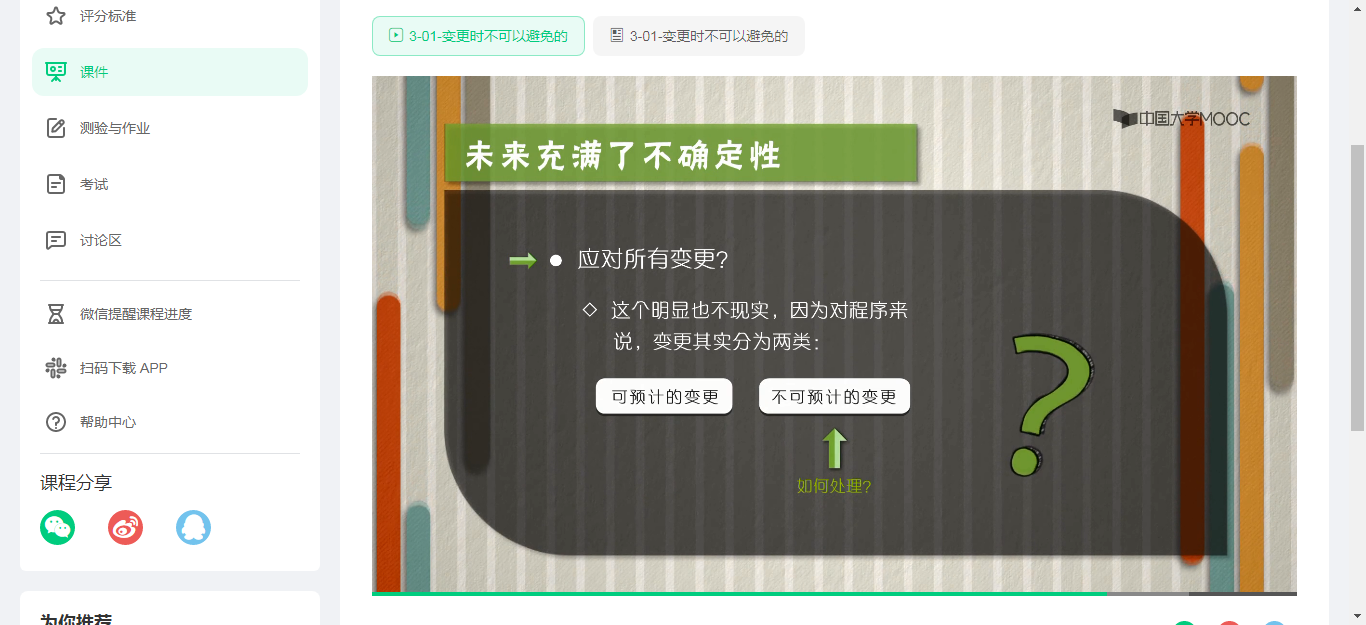 评分标准
课件
测验与作业
考试
讨论区
微信提醒课程进度
扫码下载 APP
帮助中心
课程分享
为你推荐
3-01-变更时不可以避免的
3-01-变更时不可以避免的
中国大学MOOC
未来充满了不确定性
应对所有变更?
这个明显也不现实，因为对程序来
说，变更其实分为两类：
可预计的变更
不可预计的变更
如何处理?